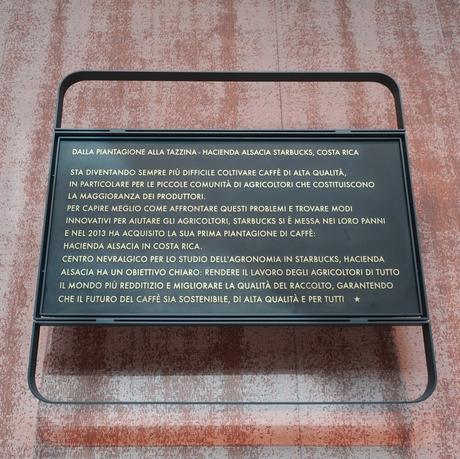 DALLA PIANTAGIONE ALLA TAZZINA - HACIENDA ALSACIA STARBUCKS, COSTA RICA
STA DIVENTANDO SEMPRE PIÙ DIFFICILE COLTIVARE CAFFÈ DI ALTA QUALITÀ,
IN PARTICOLARE PER LE PICCOLE COMUNITÀ DI AGRICOLTORI CHE COSTITUISCONO
LA MAGGIORANZA DEI PRODUTTORI.
PER CAPIRE MEGLIO COME AFFRONTARE QUESTI PROBLEMI E TROVARE MODI
INNOVATIVI PER AIUTARE GLI AGRICOLTORI, STARBUCKS SI È MESSA NEI LORO PANNI
E NEL 2013 HA ACQUISITO LA SUA PRIMA PIANTAGIONE DI CAFFÈ:
HACIENDA ALSACIA IN COSTA RICA.
CENTRO NEVRALGICO PER LO STUDIO DELL'AGRONOMIA IN STARBUCKS, HACIENDA
ALSACIA HA UN OBIETTIVO CHIARO: RENDERE IL LAVORO DEGLI AGRICOLTORI DI TUTTO
IL MONDO PIÙ REDDITIZIO E MIGLIORARE LA QUALITÀ DEL RACCOLTO, GARANTENDO
CHE IL FUTURO DEL CAFFÈ SIA SOSTENIBILE, DI ALTA QUALITÀ E PER TUTTI ★